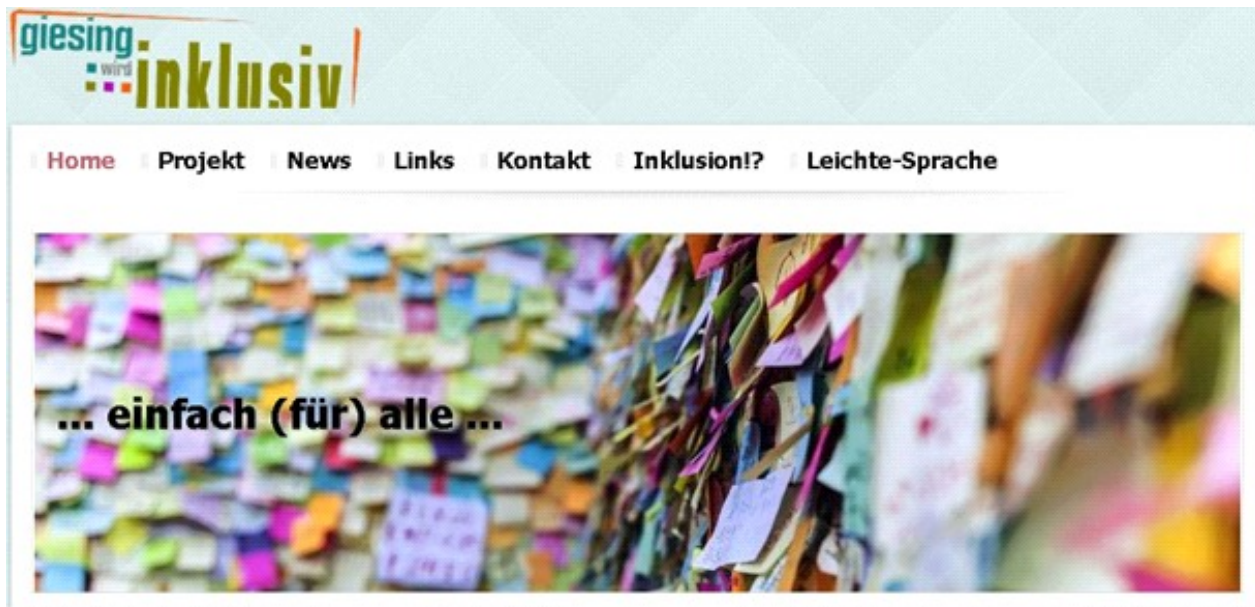 giesing
wird
inklusiv
Home Projekt News Links Kontakt Inklusion!? Leichte-Sprache
... einfach (für) alle ...